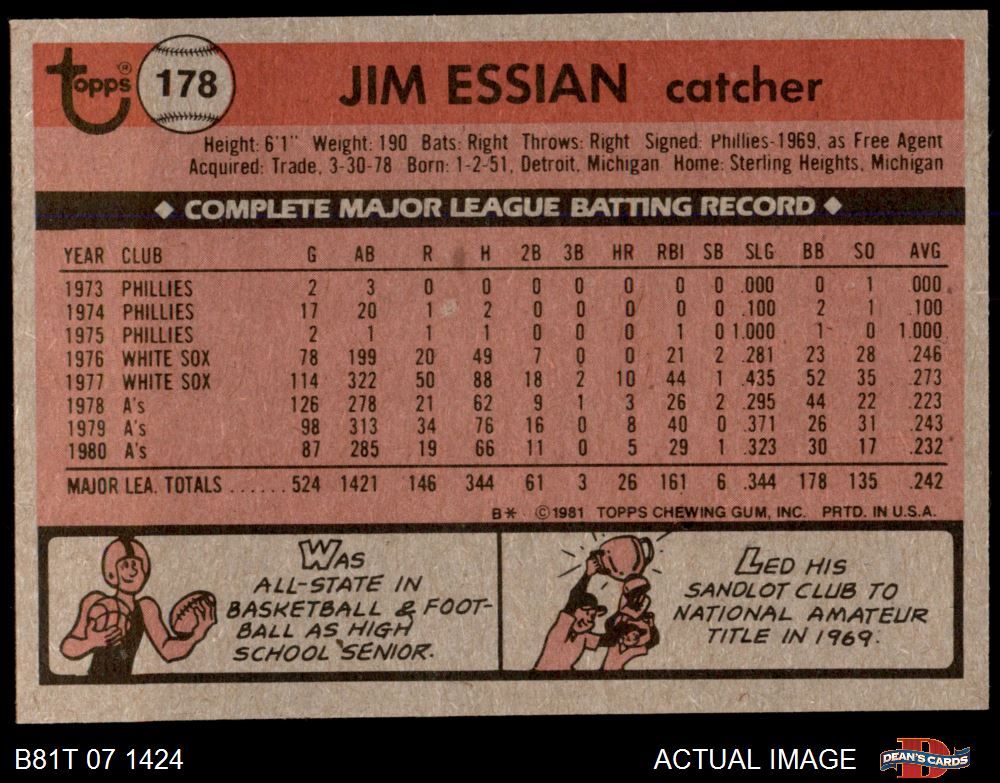 topps® 178 JIM ESSIAN catcher
Height: 6'1" Weight: 190 Bats: Right Throws: Right Signed: Phillies-1969, as Free Agent
Acquired: Trade, 3-30-78 Born: 1-2-51, Detroit, Michigan Home: Sterling Heights, Michigan
◆ COMPLETE MAJOR LEAGUE BATTING RECORD ◆
YEAR CLUB G AB R H 2B 3B HR RBI SB SLG BB SO AVG
1973 PHILLIES 2 3 0 0 0 0 0 0 0 .000 0 1 .000
1974 PHILLIES 17 20 1 2 0 0 0 0 0 .100 2 1 .100
1975 PHILLIES 2 1 1 1 0 0 0 1 0 1.000 1 0 1.000
1976 WHITE SOX 78 199 20 49 7 0 0 21 2 .281 23 28 .246
1977 WHITE SOX 114 322 50 88 18 2 10 44 1 .435 52 35 .273
1978 A's 126 278 21 62 9 1 3 26 2 .295 44 22 .223
1979 A's 98 313 34 76 16 0 8 40 0 .371 26 31 .243
1980 A's 87 285 19 66 11 0 5 29 1 .323 30 17 .232
MAJOR LEA. TOTALS ...... 524 1421 146 344 61 3 26 161 6 .344 178 135 .242
B* ©1981 TOPPS CHEWING GUM, INC. PRTD. IN U.S.A.
WAS
ALL-STATE IN
BASKETBALL & FOOT-
BALL AS HIGH
SCHOOL SENIOR.
LED HIS
SANDLOT CLUB TO
NATIONAL AMATEUR
TITLE IN 1969.
B81T 07 1424 ACTUAL IMAGE DEAN'S CARDS